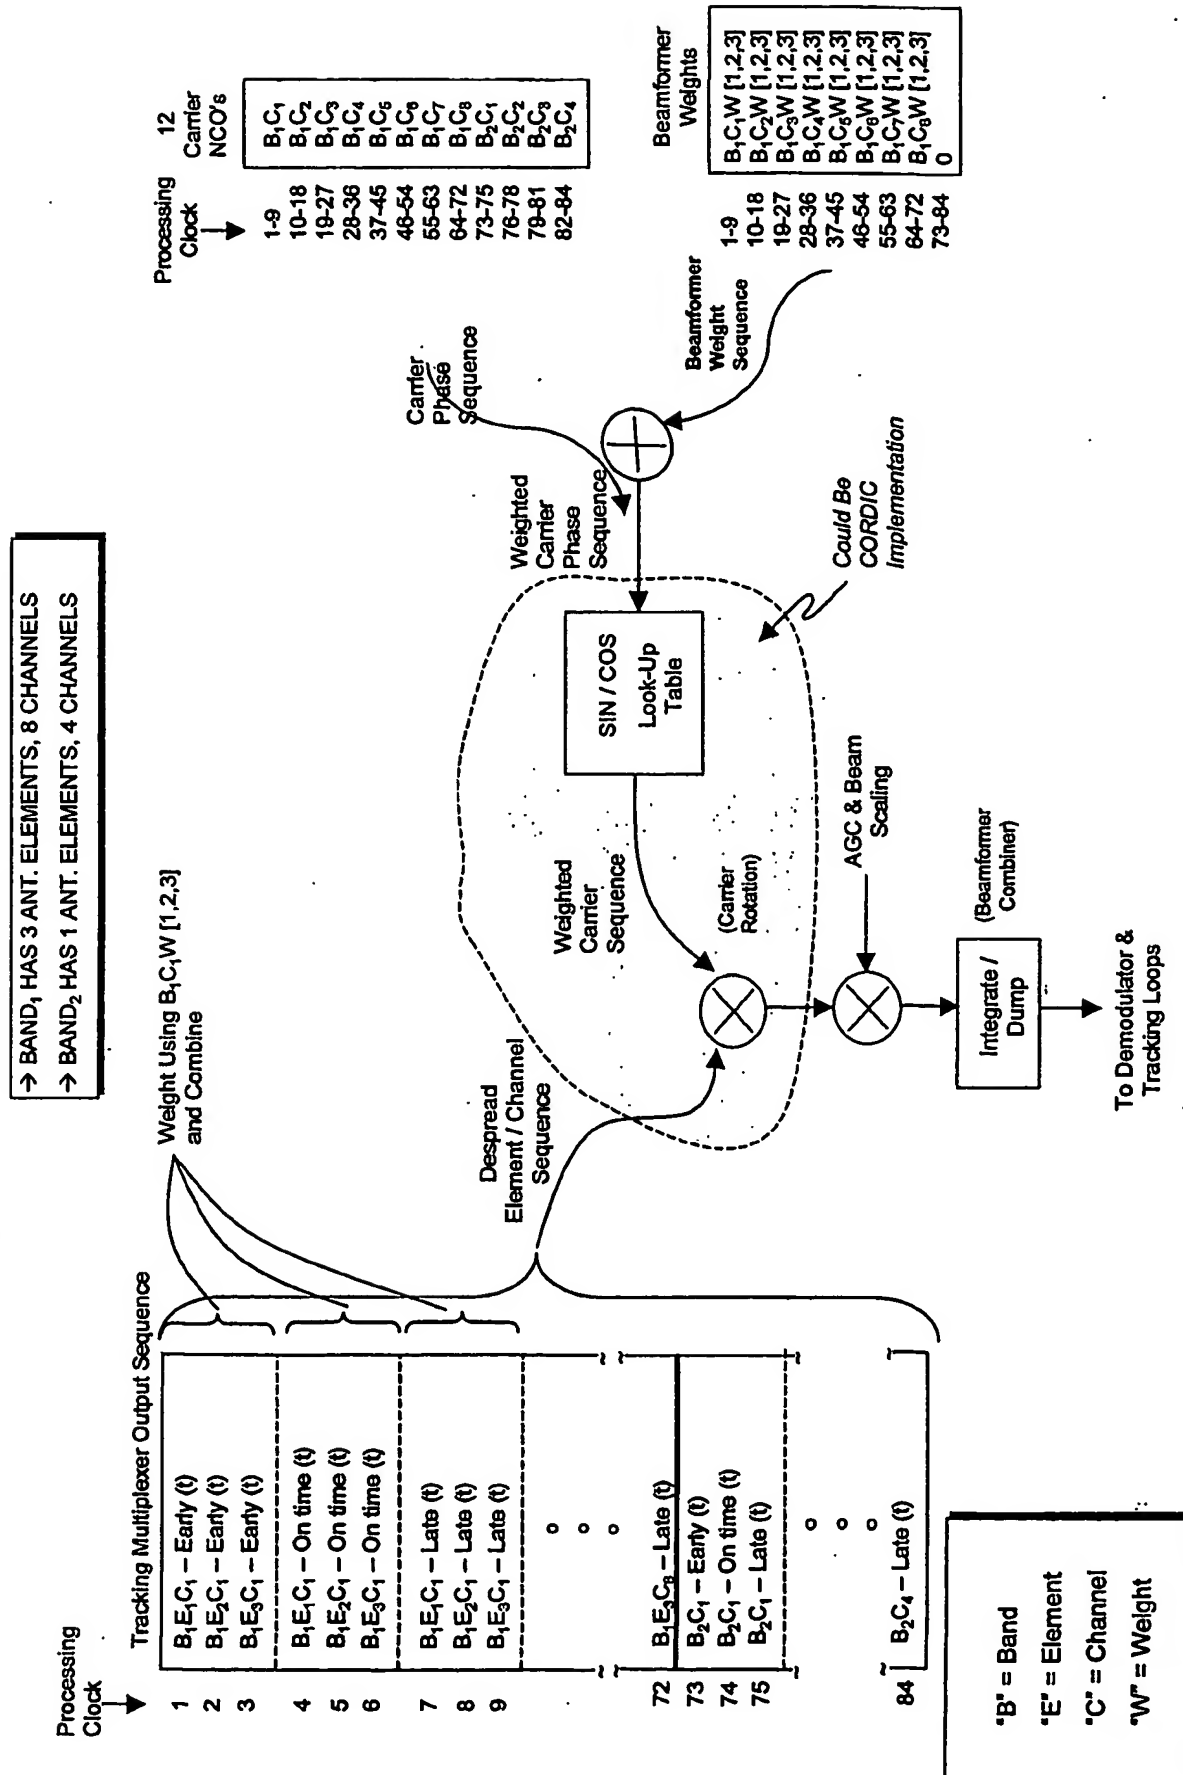 → BAND₁ HAS 3 ANT. ELEMENTS, 8 CHANNELS
→ BAND₂ HAS 1 ANT. ELEMENTS, 4 CHANNELS
Processing
Clock
Tracking Multiplexer Output Sequence
1 B₁E₁C₁ – Early (t)
2 B₁E₂C₁ – Early (t)
3 B₁E₃C₁ – Early (t)
4 B₁E₁C₁ – On time (t)
5 B₁E₂C₁ – On time (t)
6 B₁E₃C₁ – On time (t)
7 B₁E₁C₁ – Late (t)
8 B₁E₂C₁ – Late (t)
9 B₁E₃C₁ – Late (t)
72 B₁E₃C₈ – Late (t)
73 B₂C₁ – Early (t)
74 B₂C₁ – On time (t)
75 B₂C₁ – Late (t)
84 B₂C₄ – Late (t)
Weight Using B₁C₁W [1,2,3]
and Combine
Despread
Element / Channel
Sequence
Weighted
Carrier
Sequence
(Carrier
Rotation)
SIN / COS
Look-Up
Table
Weighted
Carrier
Phase
Sequence
Carrier
Phase
Sequence
Could Be
CORDIC
Implementation
Beamformer
Weight
Sequence
AGC & Beam
Scaling
Integrate /
Dump
(Beamformer
Combiner)
To Demodulator &
Tracking Loops
Processing
Clock
12
Carrier
NCO's
1-9 B₁C₁
10-18 B₁C₂
19-27 B₁C₃
28-36 B₁C₄
37-45 B₁C₅
46-54 B₁C₆
55-63 B₁C₇
64-72 B₁C₈
73-75 B₂C₁
76-78 B₂C₂
79-81 B₂C₃
82-84 B₂C₄
Beamformer
Weights
1-9 B₁C₁W [1,2,3]
10-18 B₁C₂W [1,2,3]
19-27 B₁C₃W [1,2,3]
28-36 B₁C₄W [1,2,3]
37-45 B₁C₅W [1,2,3]
46-54 B₁C₆W [1,2,3]
55-63 B₁C₇W [1,2,3]
64-72 B₁C₈W [1,2,3]
73-84 0
"B" = Band
"E" = Element
"C" = Channel
"W" = Weight